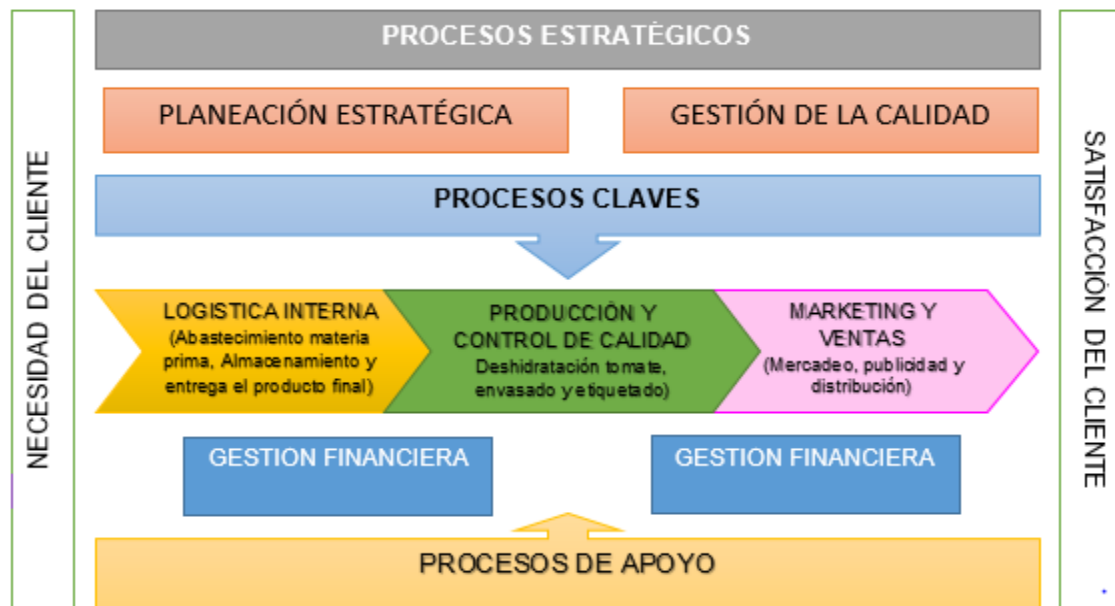 NECESIDAD DEL CLIENTE
PROCESOS ESTRATÉGICOS
PLANEACIÓN ESTRATÉGICA
GESTIÓN DE LA CALIDAD
PROCESOS CLAVES
LOGISTICA INTERNA
(Abastecimiento materia
prima, Almacenamiento y
entrega el producto final)
PRODUCCIÓN Y
CONTROL DE CALIDAD
Deshidratación tomate,
envasado y etiquetado)
MARKETING Y
VENTAS
(Mercadeo, publicidad y
distribución)
GESTION FINANCIERA
GESTION FINANCIERA
PROCESOS DE APOYO
SATISFACCIÓN DEL CLIENTE